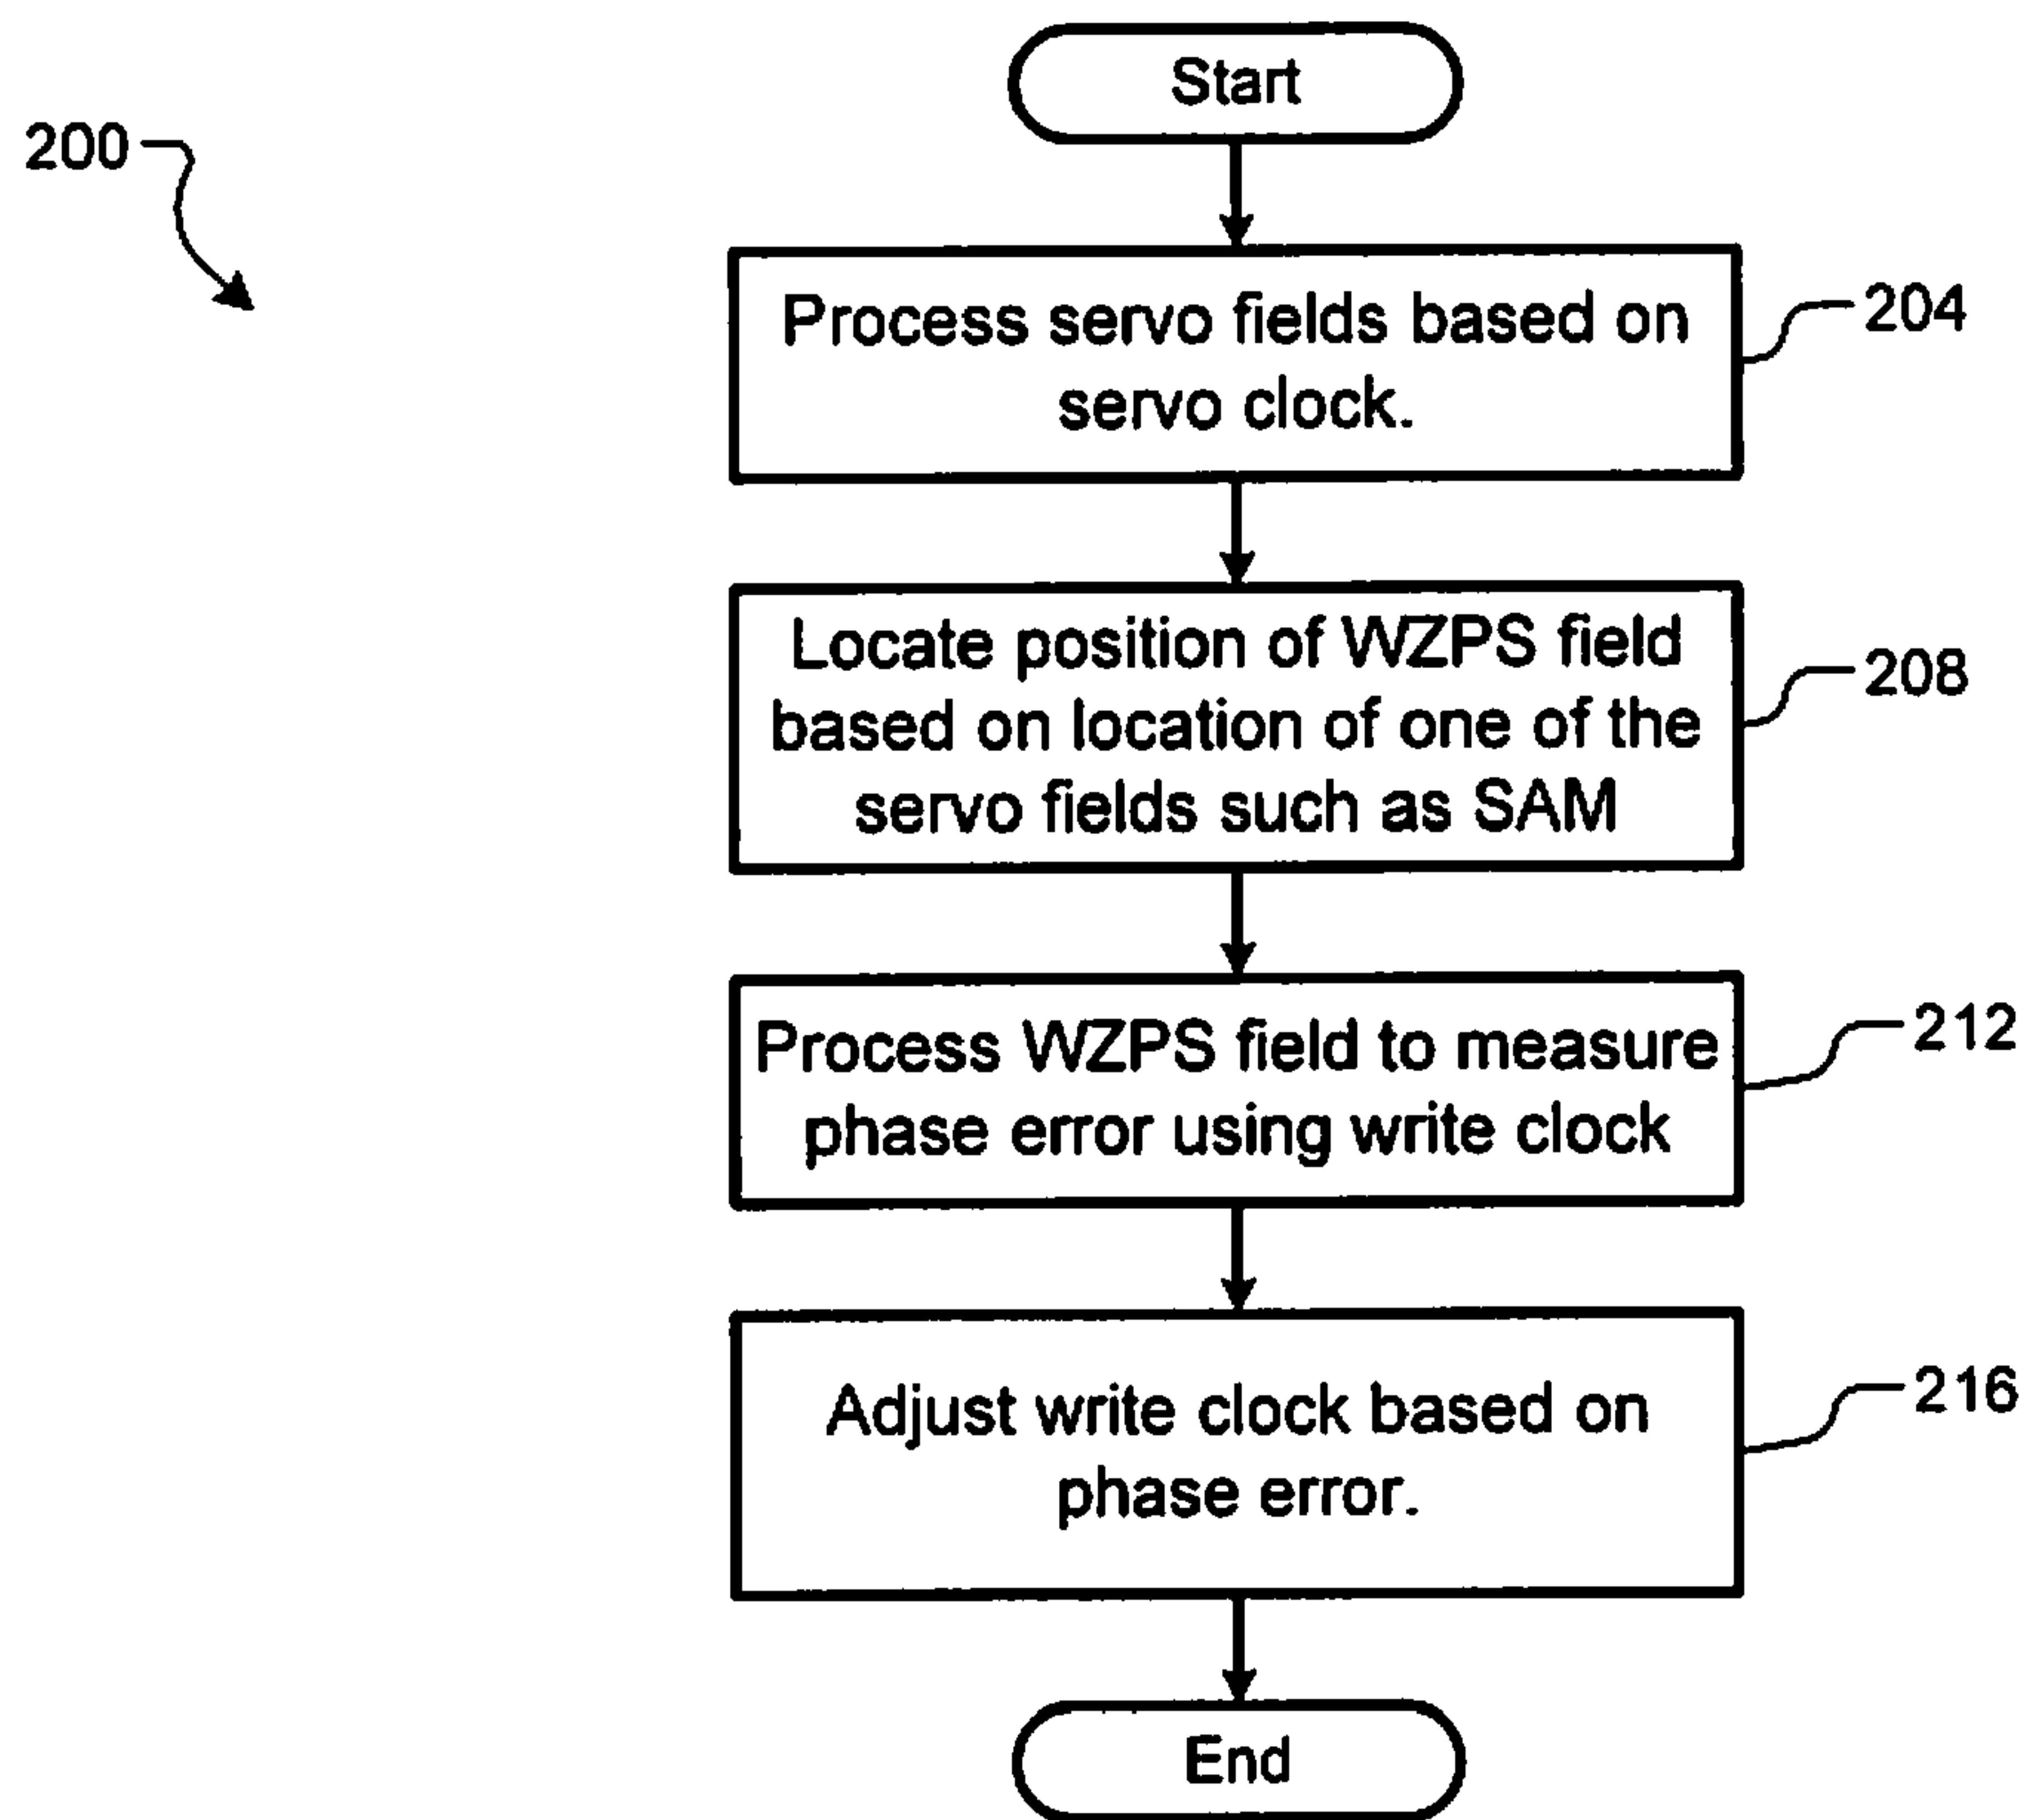 Start
200
Process servo fields based on
servo clock.
204
Locate position of WZPS field
based on location of one of the
servo fields such as SAM
208
Process WZPS field to measure
phase error using write clock
212
Adjust write clock based on
phase error.
216
End